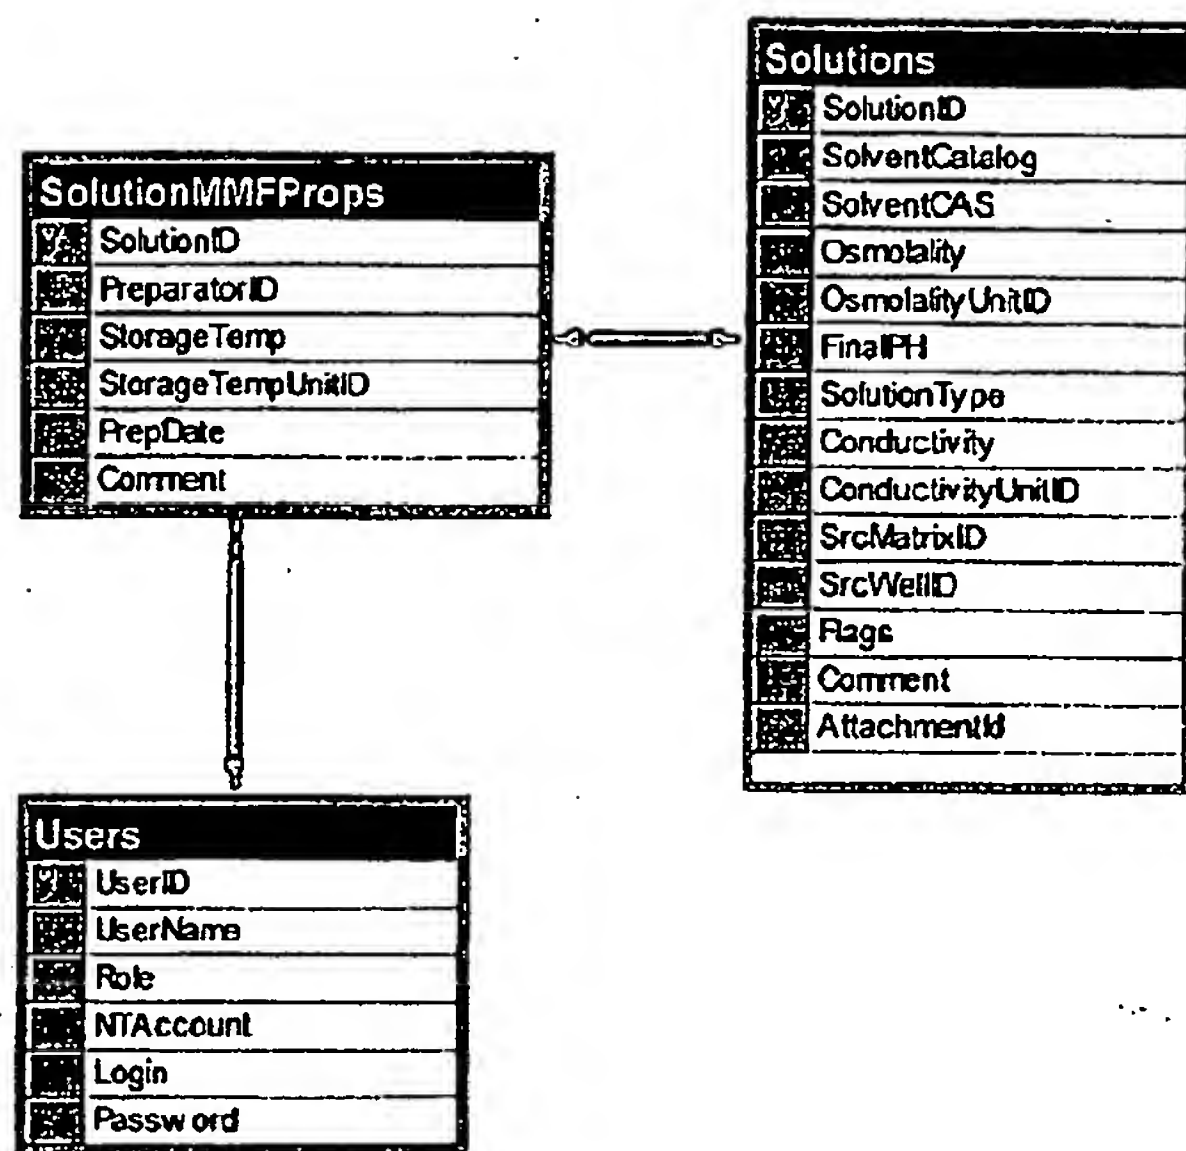 Solutions
SolutionID
SolventCatalog
SolventCAS
Osmolality
OsmolalityUnitID
FinalPH
SolutionType
Conductivity
ConductivityUnitID
SrcMatrixID
SrcWellID
Flags
Comment
AttachmentId
SolutionMMFProps
SolutionID
PreparatorID
StorageTemp
StorageTempUnitID
PrepDate
Comment
Users
UserID
UserName
Role
NTAccount
Login
Password